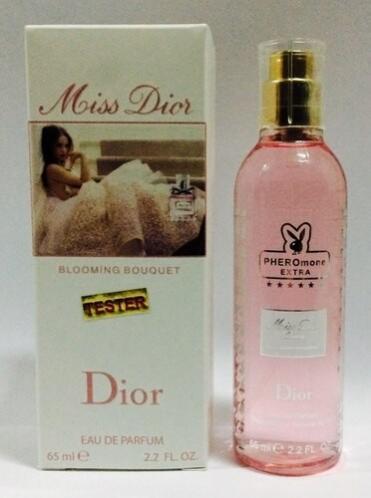 Miss Dior
BLOOMING BOUQUET
TESTER
Dior
EAU DE PARFUM
65 ml e 2.2 FL. OZ.
PHEROmone
EXTRA
★★★★★
Dior
65 ml e 2.2 FL.